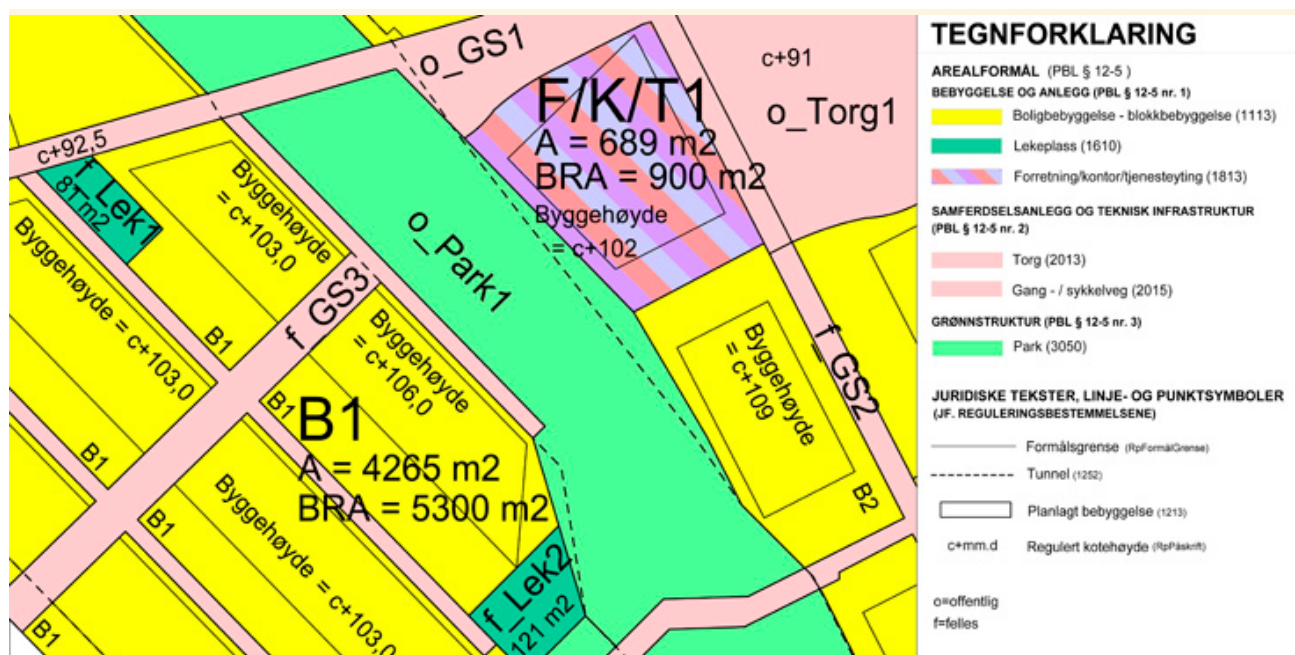 o_GS1
c+91
o_Torg1
F/K/T1
A = 689 m2
BRA = 900 m2
Byggehøyde
= c+102
c+92,5
f_Lek1
81 m2
Byggehøyde
= c+103,0
o_Park1
Byggehøyde = c+103,0
B1
f_GS3
Byggehøyde
= c+106,0
f_GS2
Byggehøyde
= c+109
B2
B1
B1
A = 4265 m2
BRA = 5300 m2
B1
B1
Byggehøyde = c+103,0
f_Lek2
121 m2
B1
TEGNFORKLARING
AREALFORMÅL (PBL § 12-5 )
BEBYGGELSE OG ANLEGG (PBL § 12-5 nr. 1)
Boligbebyggelse - blokkbebyggelse (1113)
Lekeplass (1610)
Forretning/kontor/tjenesteyting (1813)
SAMFERDSELSANLEGG OG TEKNISK INFRASTRUKTUR
(PBL § 12-5 nr. 2)
Torg (2013)
Gang - / sykkelveg (2015)
GRØNNSTRUKTUR (PBL § 12-5 nr. 3)
Park (3050)
JURIDISKE TEKSTER, LINJE- OG PUNKTSYMBOLER
(JF. REGULERINGSBESTEMMELSENE)
Formålsgrense (RpFormålGrense)
Tunnel (1252)
Planlagt bebyggelse (1213)
c+mm.d Regulert kotehøyde (RpPåskrift)
o=offentlig
f=felles